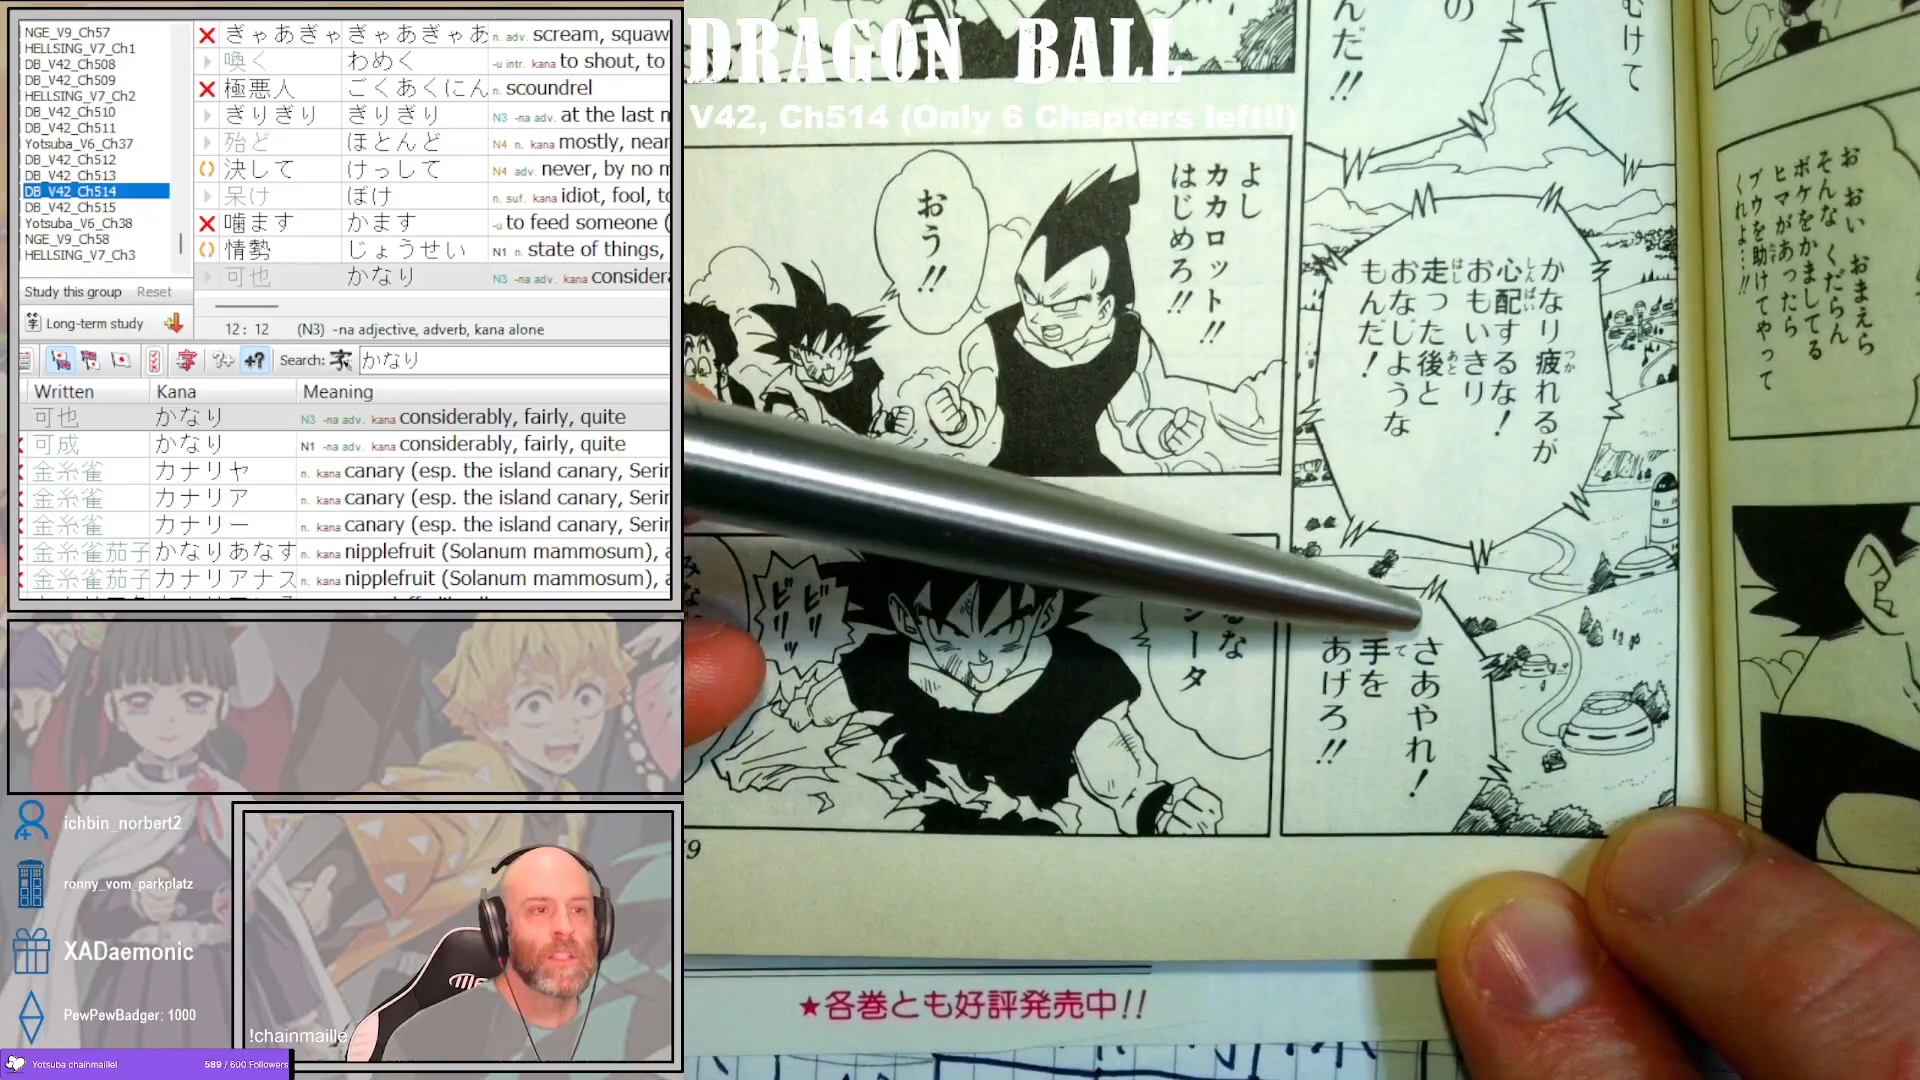 NGE_V9_Ch57
HELLSING_V7_Ch1
DB_V42_Ch508
DB_V42_Ch509
HELLSING_V7_Ch2
DB_V42_Ch510
DB_V42_Ch511
Yotsuba_V6_Ch37
DB_V42_Ch512
DB_V42_Ch513
DB_V42_Ch514
DB_V42_Ch515
Yotsuba_V6_Ch38
NGE_V9_Ch58
HELLSING_V7_Ch3
Study this group Reset
Long-term study
ぎゃあぎゃ ぎゃあぎゃあ n. adv. scream, squaw
喚く わめく -u intr. kana to shout, to
極悪人 ごくあくにん n. scoundrel
ぎりぎり ぎりぎり N3 -na adv. at the last
殆ど ほとんど N4 n. kana mostly, near
決して けっして N4 adv. never, by no
呆け ぼけ n. suf. kana idiot, fool,
噛ます かます -u to feed someone (
情勢 じょうせい N1 n. state of things,
可也 かなり N3 -na adv. kana considera
12: 12 (N3) -na adjective, adverb, kana alone
Search: かなり
Written Kana Meaning
可也 かなり N3 -na adv. kana considerably, fairly, quite
可成 かなり N1 -na adv. kana considerably, fairly, quite
金糸雀 カナリヤ n. kana canary (esp. the island canary, Serin
金糸雀 カナリア n. kana canary (esp. the island canary, Serin
金糸雀 カナリー n. kana canary (esp. the island canary, Serin
金糸雀茄子 かなりあなす n. kana nipplefruit (Solanum mammosum), a
金糸雀茄子 カナリアナス n. kana nipplefruit (Solanum mammosum), a
ichbin_norbert2
ronny_vom_parkplatz
XADaemonic
PewPewBadger: 1000
!chainmaille
Yotsuba chainmaille!
589 / 600 Followers
DRAGON BALL
V42, Ch514 (Only 6 Chapters left!!)
むけて
の
んだ!!
よし
カカロット!!
はじめろ!!
おう!!
かなり疲れるが
心配するな!
おもいきり
走った後と
おなじような
もんだ!
さあやれ!
手を
あげろ!!
おい おまえら
そんな くだらん
ボケをかましてる
ヒマがあったら
ブウを助けてやって
くれよ…!!
ビビッ
★各巻とも好評発売中!!